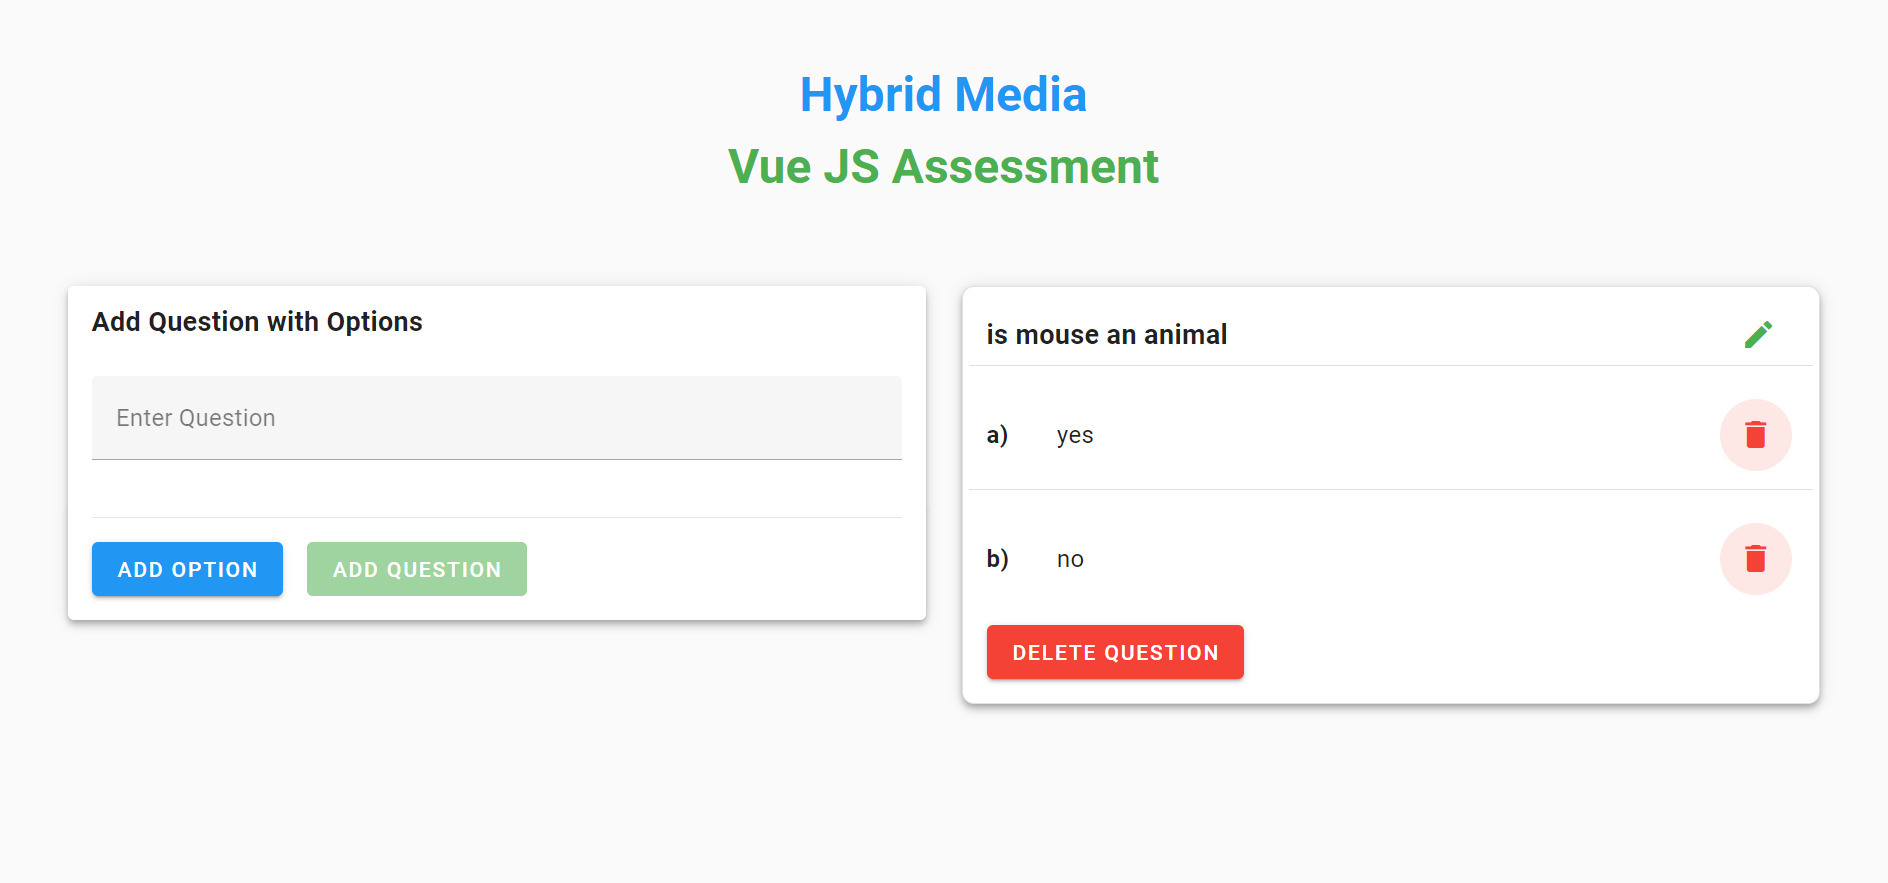 Hybrid Media
Vue JS Assessment
Add Question with Options
Enter Question
ADD OPTION
ADD QUESTION
is mouse an animal
a) yes
b) no
DELETE QUESTION